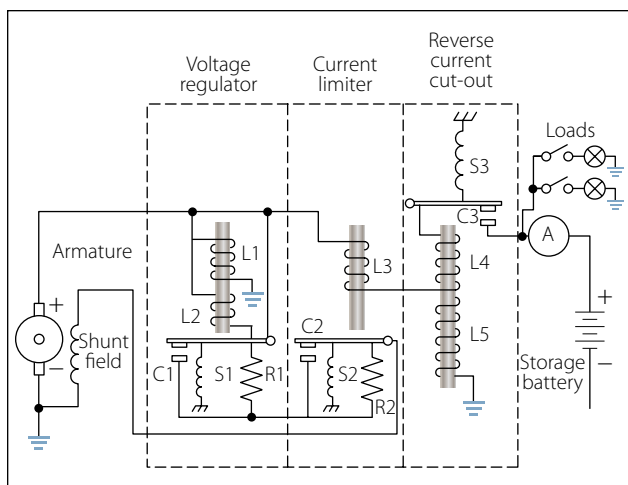 Voltage
regulator
Current
limiter
Reverse
current
cut-out
S3
Loads
C3
A
Armature
L1
L2
L3
L4
L5
+
Shunt
field
−
C1
S1
R1
C2
S2
R2
+
Storage
battery
−